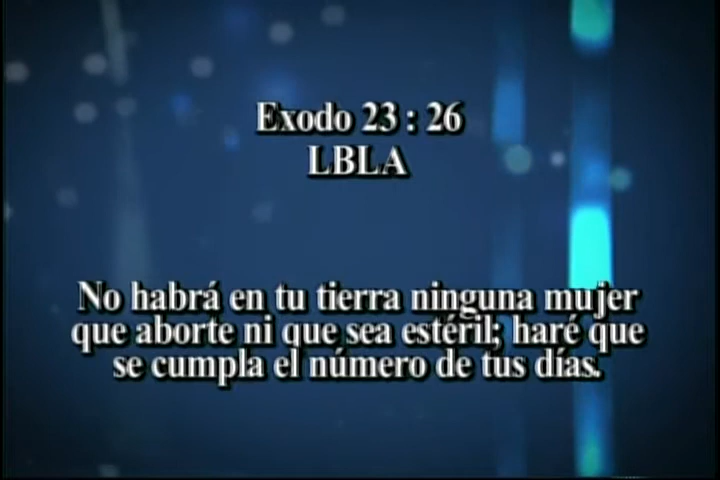 Exodo 23 : 26
LBLA
No habrá en tu tierra ninguna mujer
que aborte ni que sea estéril; haré que
se cumpla el número de tus días.